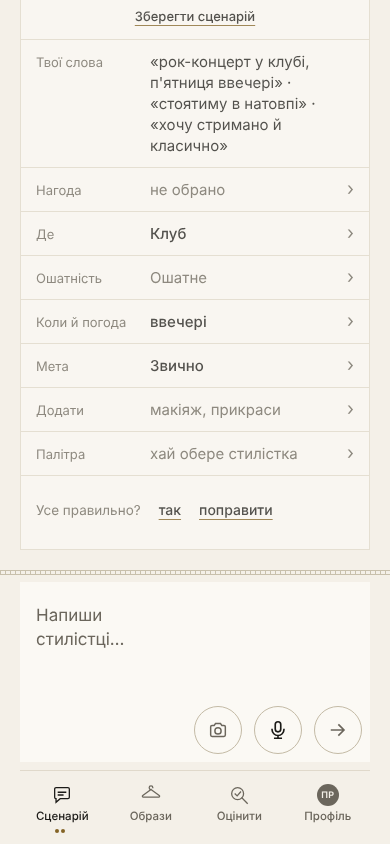 Зберегти сценарій
Твої слова
«рок-концерт у клубі,
п'ятниця ввечері» ·
«стоятиму в натовпі» ·
«хочу стримано й
класично»
Нагода не обрано
Де Клуб
Ошатність Ошатне
Коли й погода ввечері
Мета Звично
Додати макіяж, прикраси
Палітра хай обере стилістка
Усе правильно? так поправити
Напиши
стилістці...
ПР
Сценарій Образи Оцінити Профіль